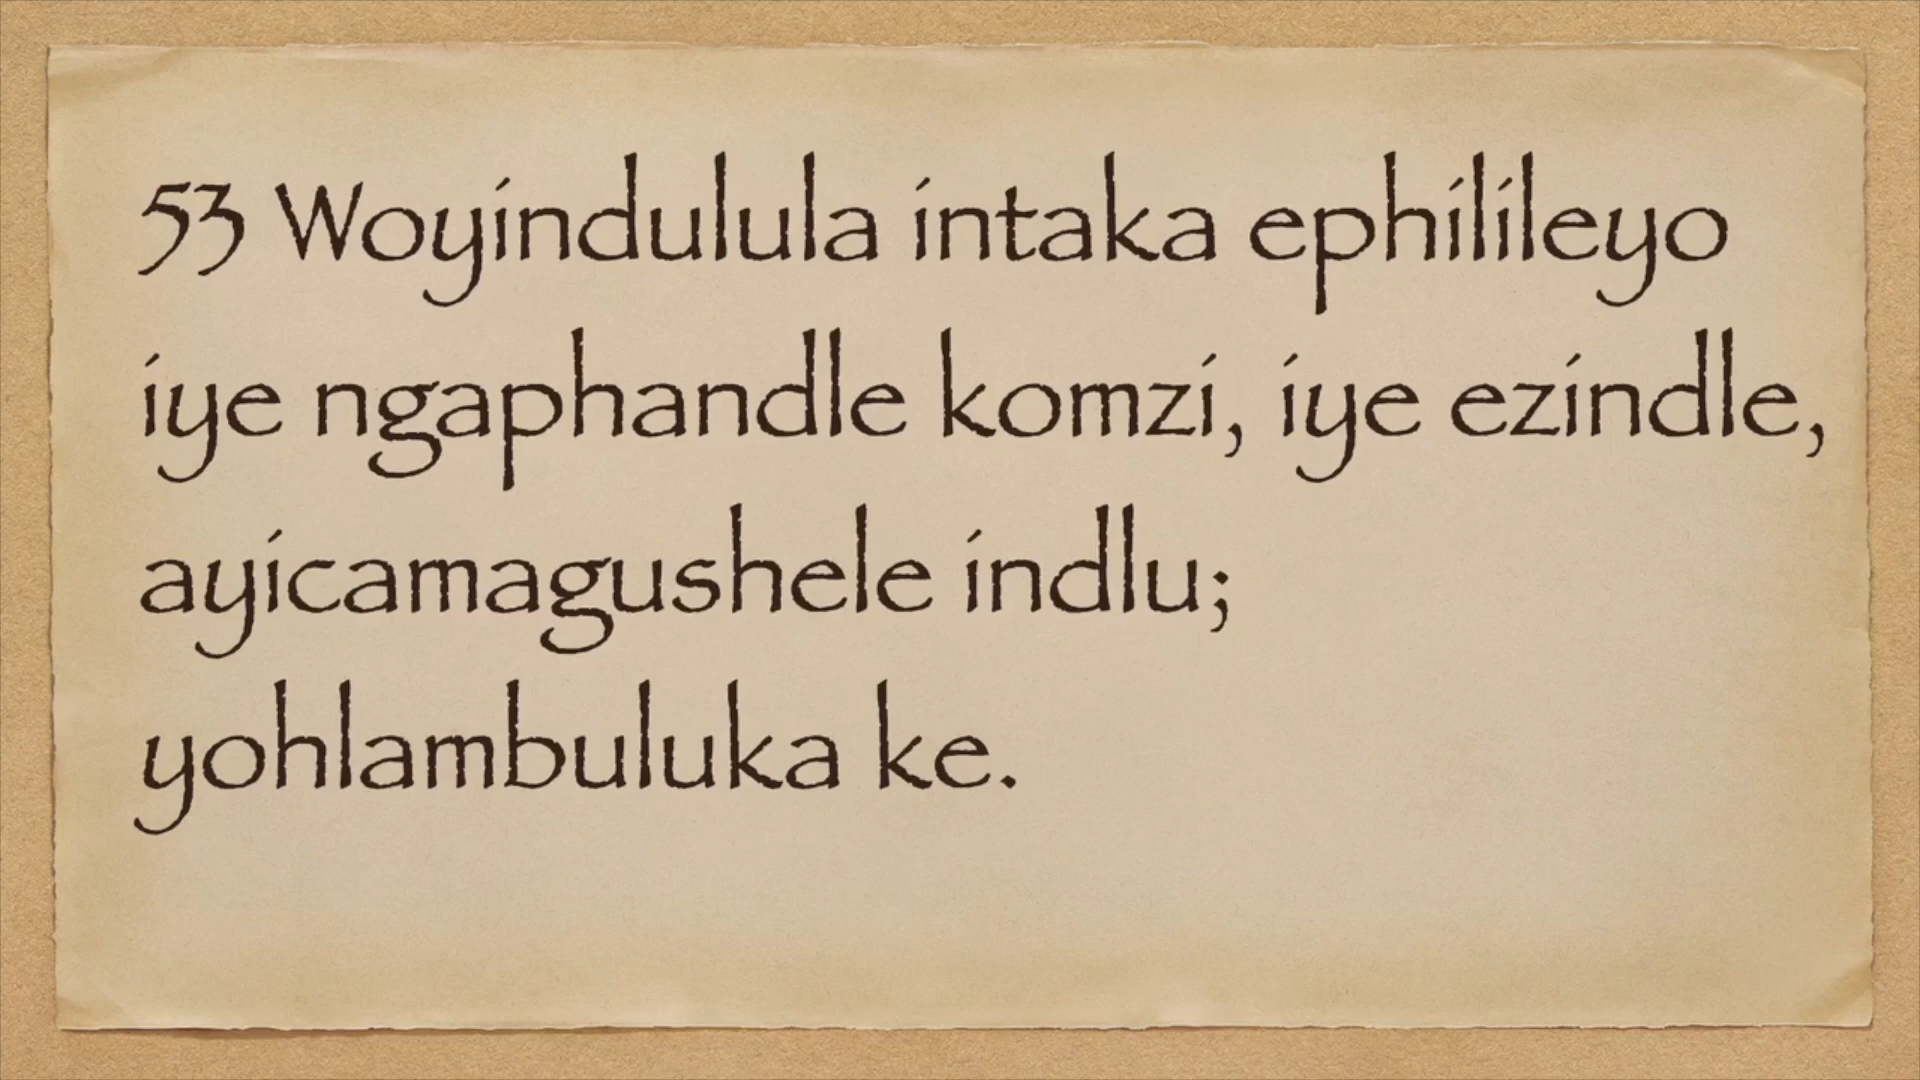 53 Woyindulula intaka ephilileyo
iye ngaphandle komzi, iye ezindle,
ayicamagushele indlu;
yohlambuluka ke.